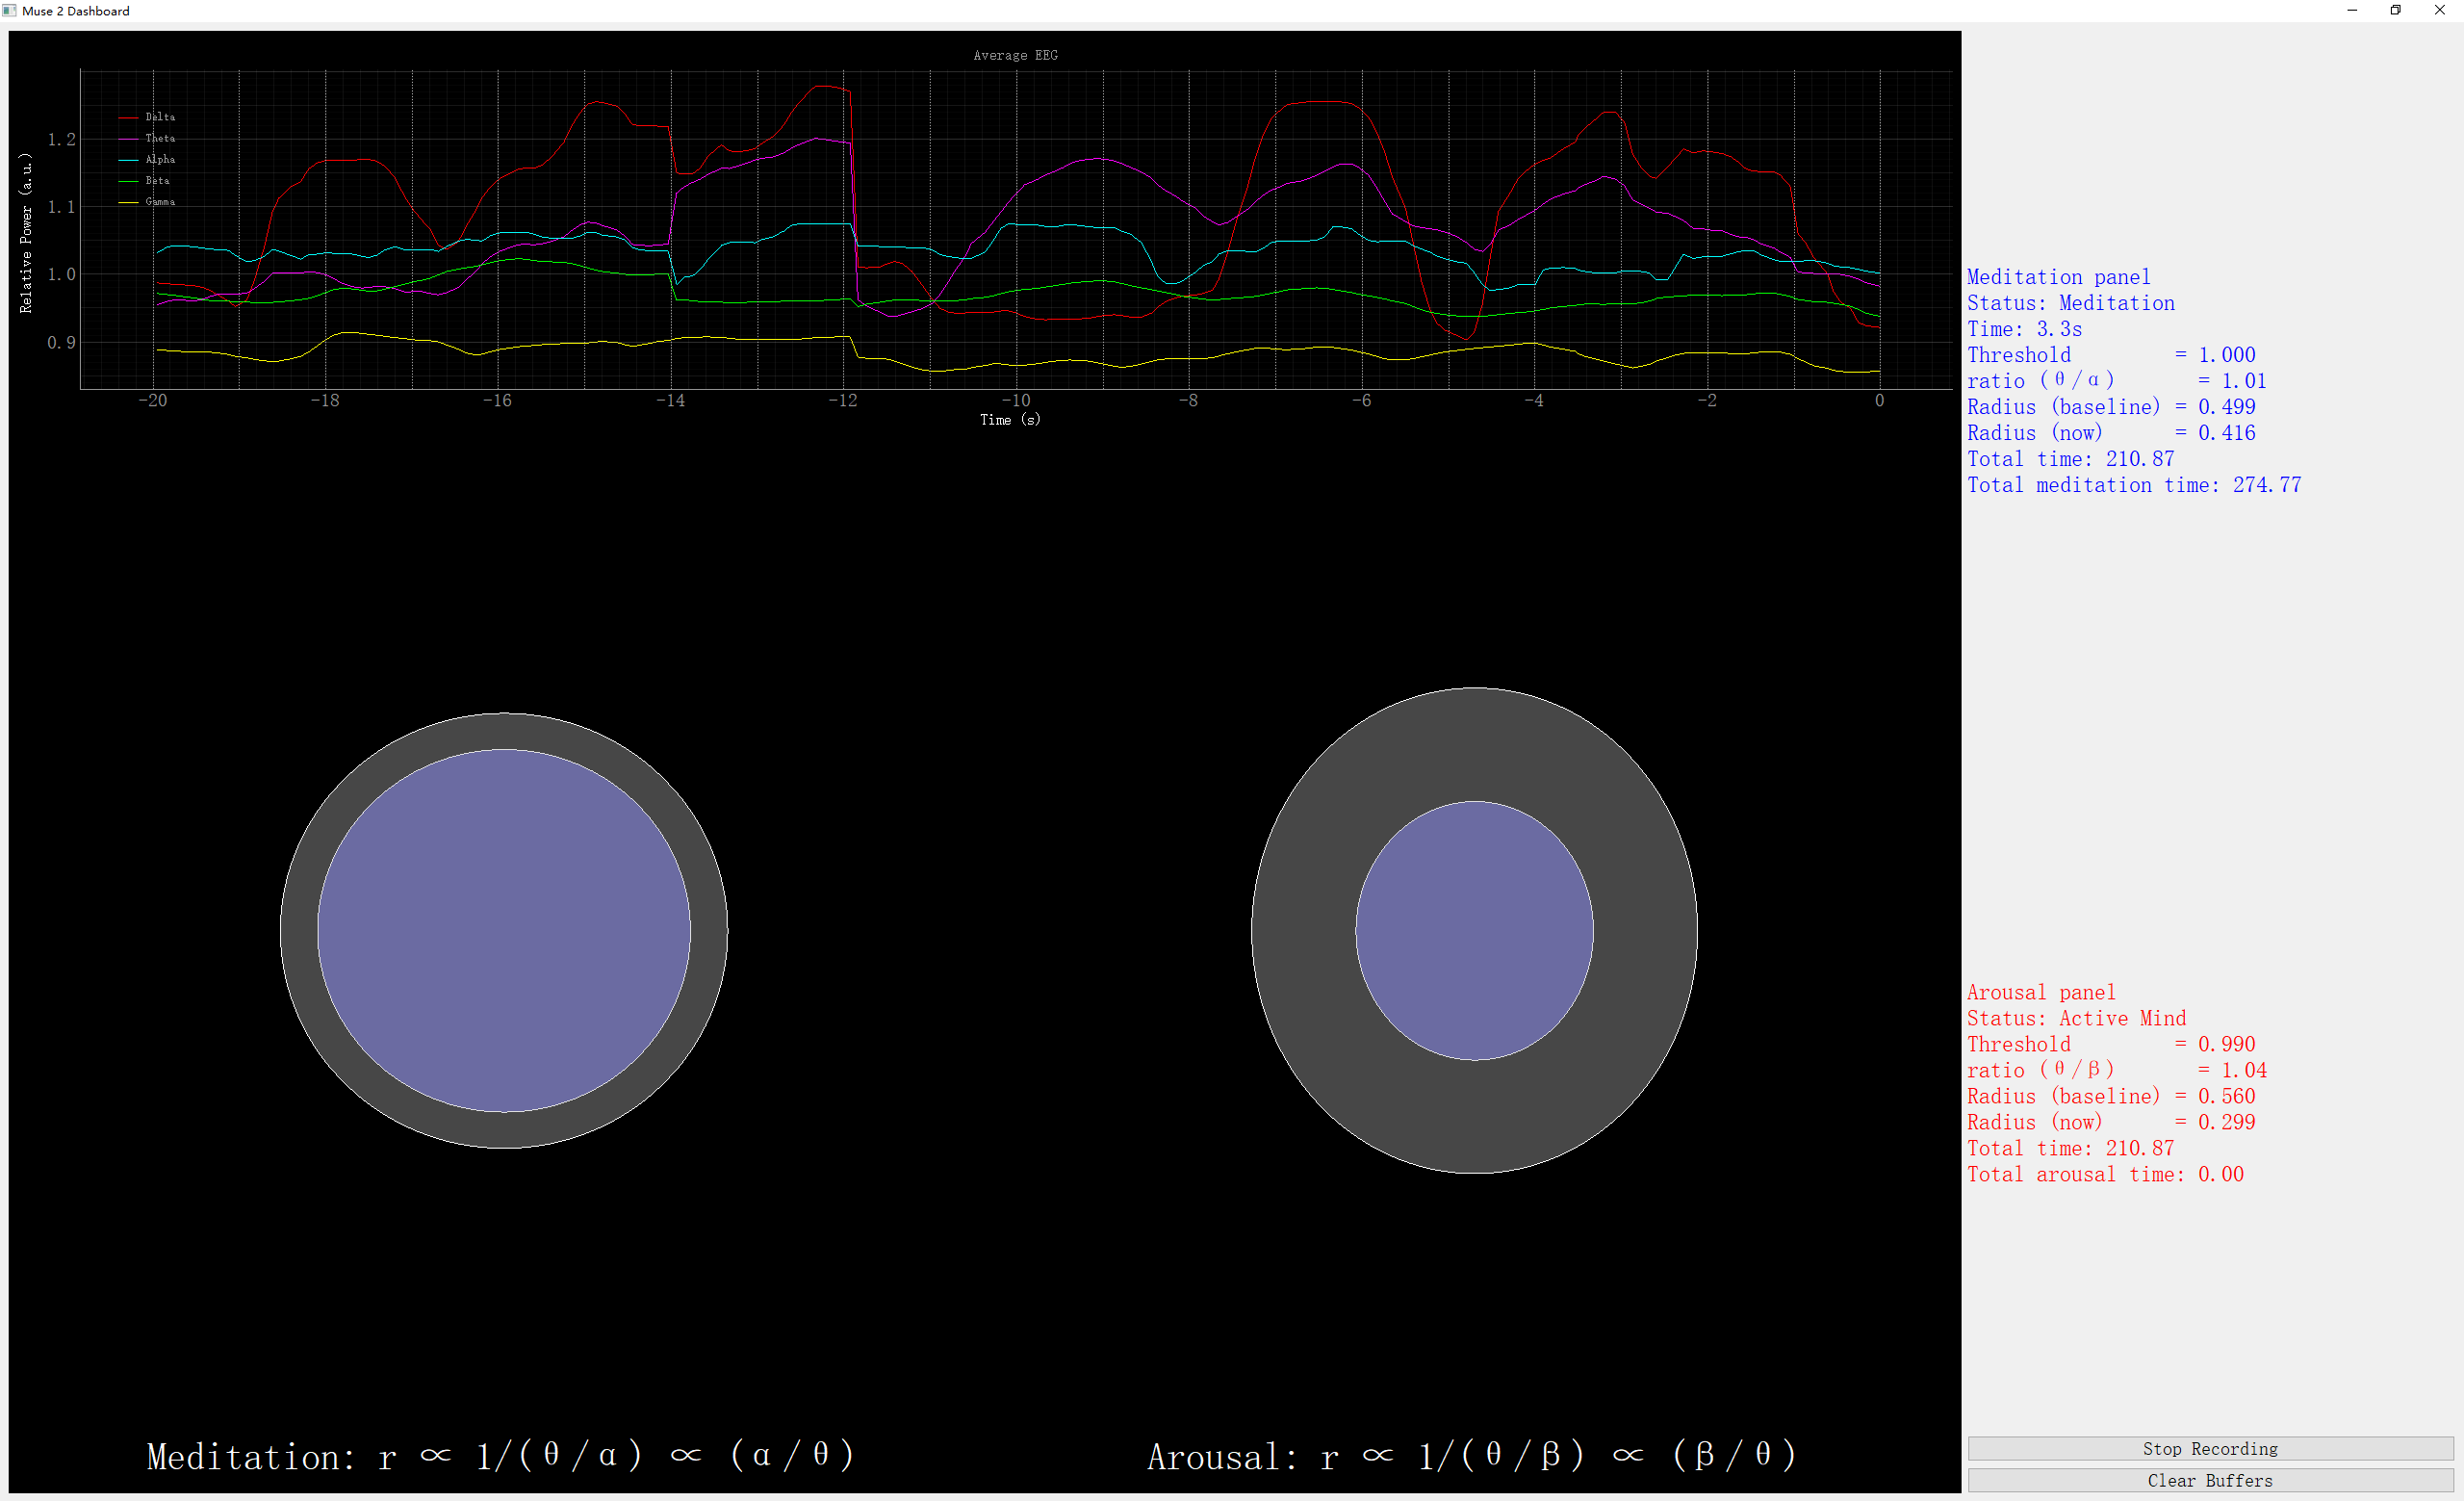 Muse 2 Dashboard
Average EEG
Delta
Theta
Alpha
Beta
Gamma
Relative Power (a.u.)
1.2
1.1
1.0
0.9
-20 -18 -16 -14 -12 -10 -8 -6 -4 -2 0
Time (s)
Meditation panel
Status: Meditation
Time: 3.3s
Threshold = 1.000
ratio (θ/α) = 1.01
Radius (baseline) = 0.499
Radius (now) = 0.416
Total time: 210.87
Total meditation time: 274.77
Arousal panel
Status: Active Mind
Threshold = 0.990
ratio (θ/β) = 1.04
Radius (baseline) = 0.560
Radius (now) = 0.299
Total time: 210.87
Total arousal time: 0.00
Meditation: r ∝ 1/(θ/α) ∝ (α/θ)
Arousal: r ∝ 1/(θ/β) ∝ (β/θ)
Stop Recording
Clear Buffers